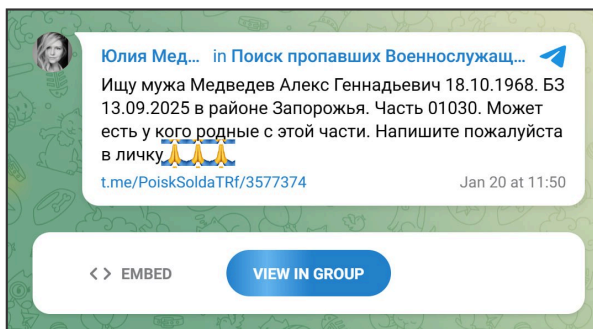 Юлия Мед... in Поиск пропавших Военнослужащ...
Ищу мужа Медведев Алекс Геннадьевич 18.10.1968. БЗ
13.09.2025 в районе Запорожья. Часть 01030. Может
есть у кого родные с этой части. Напишите пожалуйста
в личку🙏🙏🙏
t.me/PoiskSoldaTRf/3577374 Jan 20 at 11:50
<> EMBED VIEW IN GROUP